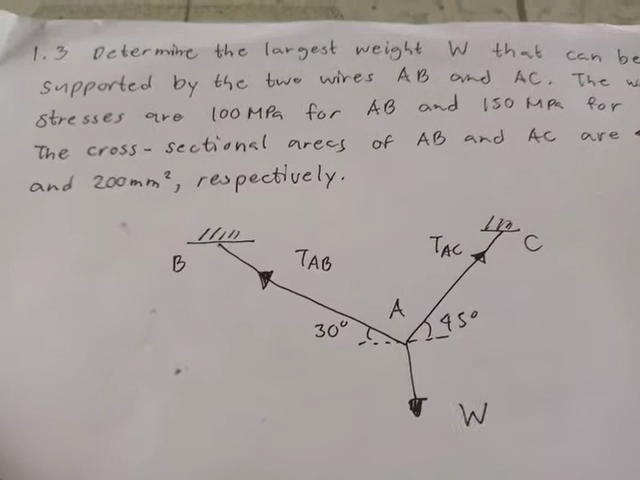 1.3 Determine the largest weight W that can be
supported by the two wires AB and AC. The
stresses are 100 MPa for AB and 150 MPa for
The cross-sectional areas of AB and AC are
and 200mm², respectively.
B
TAB
TAC
C
A
30°
45°
W